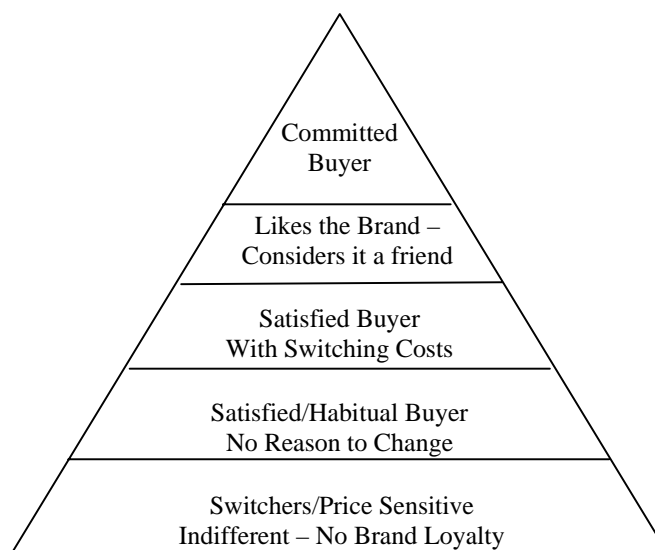 Committed
Buyer
Likes the Brand –
Considers it a friend
Satisfied Buyer
With Switching Costs
Satisfied/Habitual Buyer
No Reason to Change
Switchers/Price Sensitive
Indifferent – No Brand Loyalty